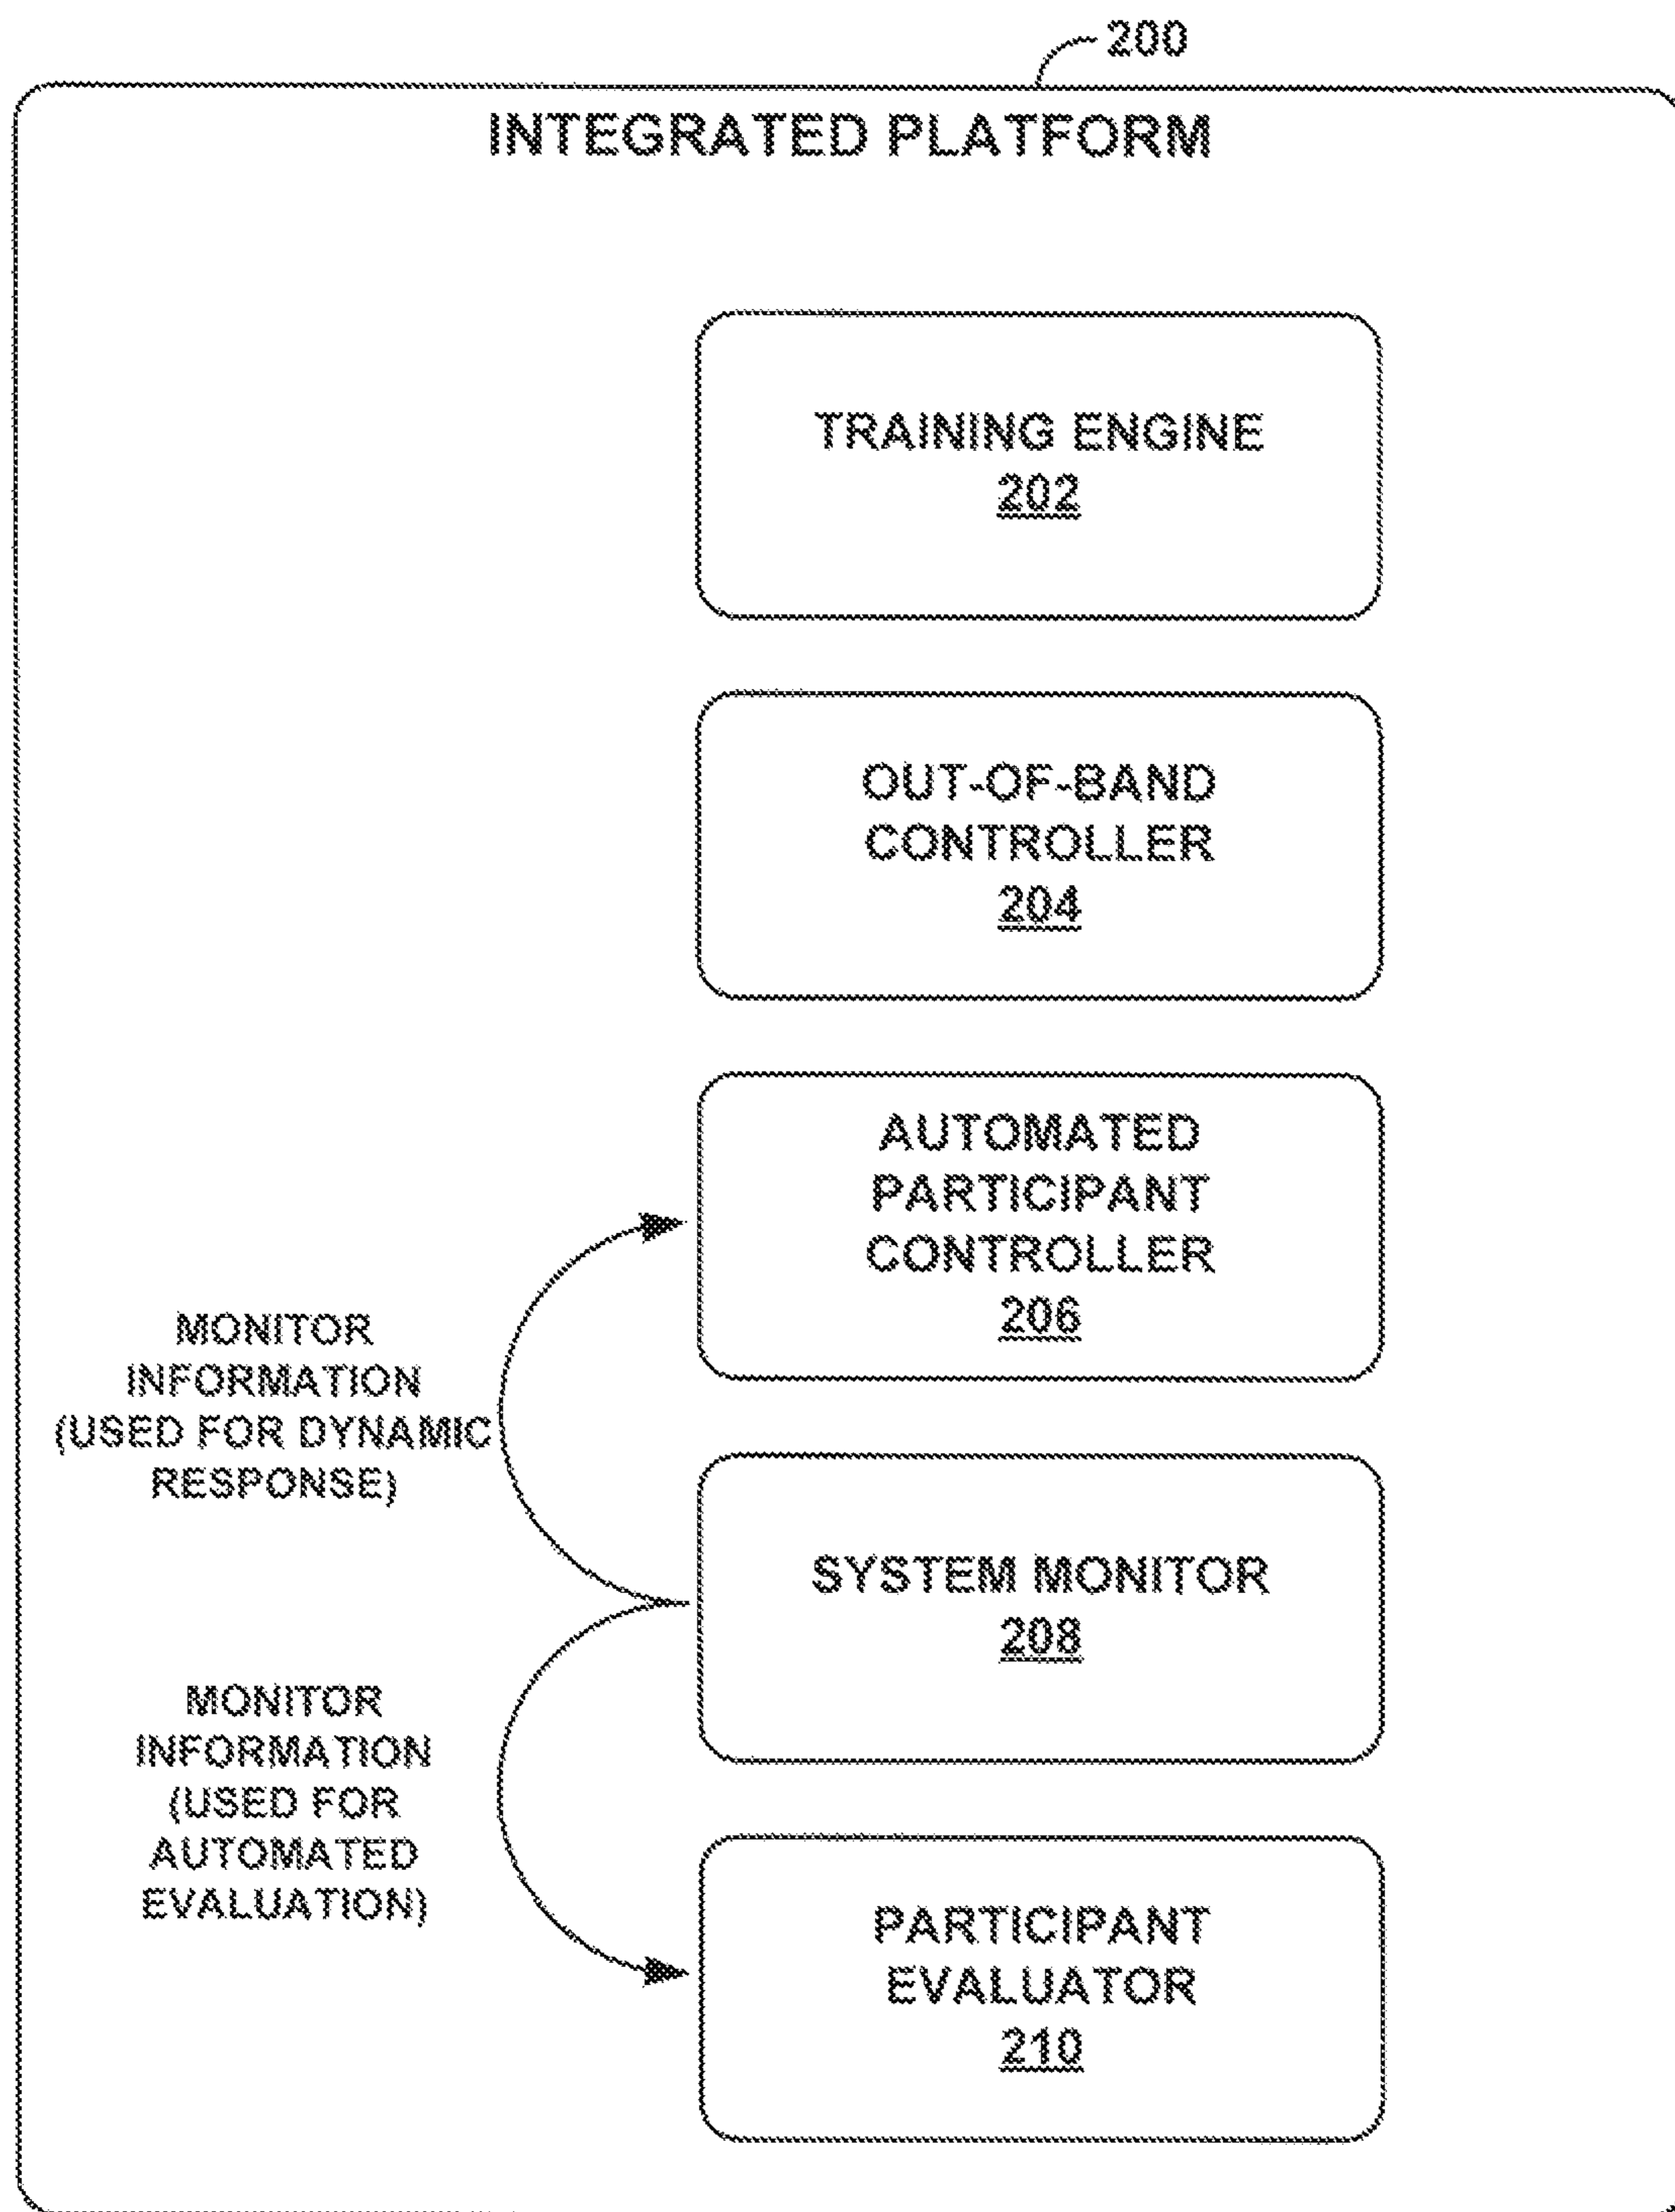 200
INTEGRATED PLATFORM
TRAINING ENGINE
202
OUT-OF-BAND
CONTROLLER
204
AUTOMATED
PARTICIPANT
CONTROLLER
206
MONITOR
INFORMATION
(USED FOR DYNAMIC
RESPONSE)
SYSTEM MONITOR
208
MONITOR
INFORMATION
(USED FOR
AUTOMATED
EVALUATION)
PARTICIPANT
EVALUATOR
210